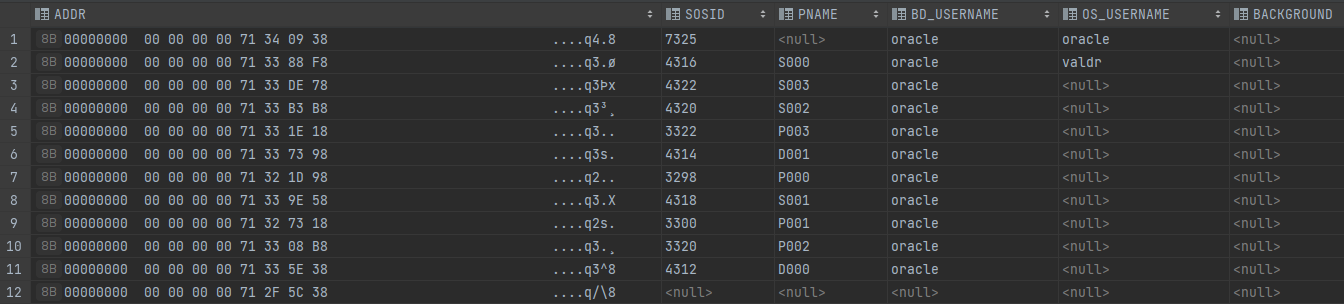 ADDR SOSID PNAME BD_USERNAME OS_USERNAME BACKGROUND
1 8B 00000000 00 00 00 00 71 34 09 38 ....q4.8 7325 <null> oracle oracle <null>
2 8B 00000000 00 00 00 00 71 33 88 F8 ....q3.ø 4316 S000 oracle valdr <null>
3 8B 00000000 00 00 00 00 71 33 DE 78 ....q3Þx 4322 S003 oracle <null> <null>
4 8B 00000000 00 00 00 00 71 33 B3 B8 ....q3³¸ 4320 S002 oracle <null> <null>
5 8B 00000000 00 00 00 00 71 33 1E 18 ....q3.. 3322 P003 oracle <null> <null>
6 8B 00000000 00 00 00 00 71 33 73 98 ....q3s. 4314 D001 oracle <null> <null>
7 8B 00000000 00 00 00 00 71 32 1D 98 ....q2.. 3298 P000 oracle <null> <null>
8 8B 00000000 00 00 00 00 71 33 9E 58 ....q3.X 4318 S001 oracle <null> <null>
9 8B 00000000 00 00 00 00 71 32 73 18 ....q2s. 3300 P001 oracle <null> <null>
10 8B 00000000 00 00 00 00 71 33 08 B8 ....q3.¸ 3320 P002 oracle <null> <null>
11 8B 00000000 00 00 00 00 71 33 5E 38 ....q3^8 4312 D000 oracle <null> <null>
12 8B 00000000 00 00 00 00 71 2F 5C 38 ....q/\8 <null> <null> <null> <null> <null>